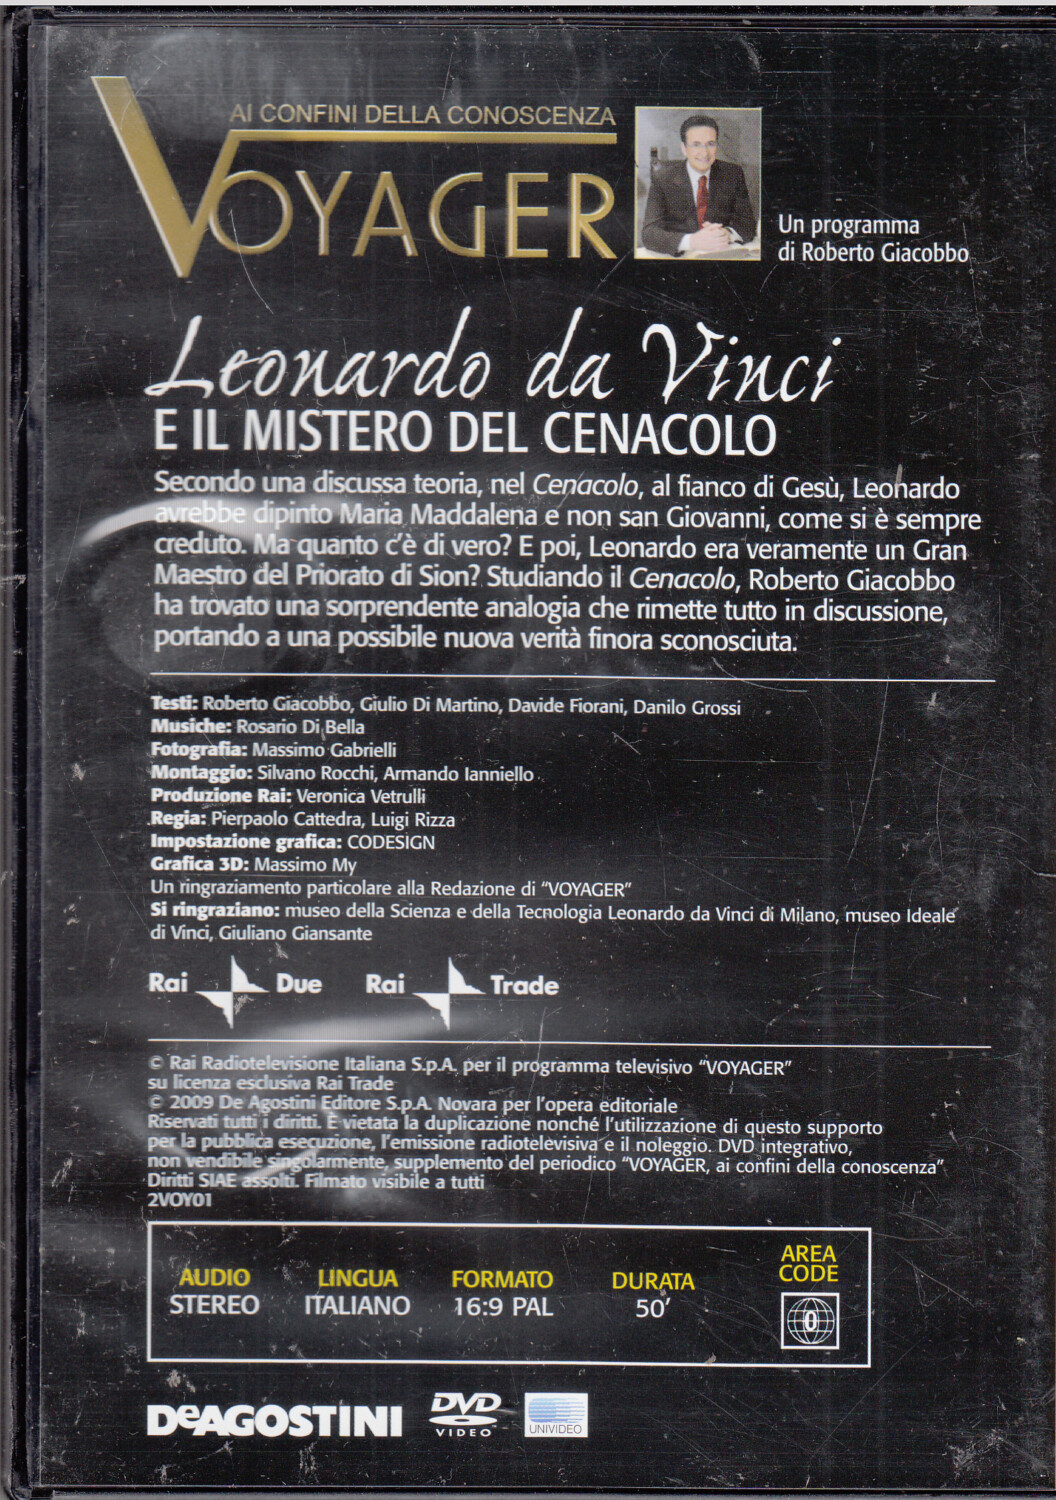 AI CONFINI DELLA CONOSCENZA
VOYAGER
Un programma
di Roberto Giacobbo
Leonardo da Vinci
E IL MISTERO DEL CENACOLO
Secondo una discussa teoria, nel Cenacolo, al fianco di Gesù, Leonardo
avrebbe dipinto Maria Maddalena e non san Giovanni, come si è sempre
creduto. Ma quanto c'è di vero? E poi, Leonardo era veramente un Gran
Maestro del Priorato di Sion? Studiando il Cenacolo, Roberto Giacobbo
ha trovato una sorprendente analogia che rimette tutto in discussione,
portando a una possibile nuova verità finora sconosciuta.
Testi: Roberto Giacobbo, Giulio Di Martino, Davide Fiorani, Danilo Grossi
Musiche: Rosario Di Bella
Fotografia: Massimo Gabrielli
Montaggio: Silvano Rocchi, Armando Ianniello
Produzione Rai: Veronica Vetrulli
Regia: Pierpaolo Cattedra, Luigi Rizza
Impostazione grafica: CODESIGN
Grafica 3D: Massimo My
Un ringraziamento particolare alla Redazione di "VOYAGER"
Si ringraziano: museo della Scienza e della Tecnologia Leonardo da Vinci di Milano, museo Ideale
di Vinci, Giuliano Giansante
Rai Due Rai Trade
© Rai Radiotelevisione Italiana S.p.A. per il programma televisivo "VOYAGER"
su licenza esclusiva Rai Trade
© 2009 De Agostini Editore S.p.A. Novara per l'opera editoriale
Riservati tutti i diritti. È vietata la duplicazione nonché l'utilizzazione di questo supporto
per la pubblica esecuzione, l'emissione radiotelevisiva e il noleggio. DVD integrativo,
non vendibile singolarmente, supplemento del periodico "VOYAGER, ai confini della conoscenza"
Diritti SIAE assolti. Filmato visibile a tutti
2VOY01
AUDIO LINGUA FORMATO DURATA AREA CODE
STEREO ITALIANO 16:9 PAL 50' 0
DeAGOSTINI DVD VIDEO UNIVIDEO